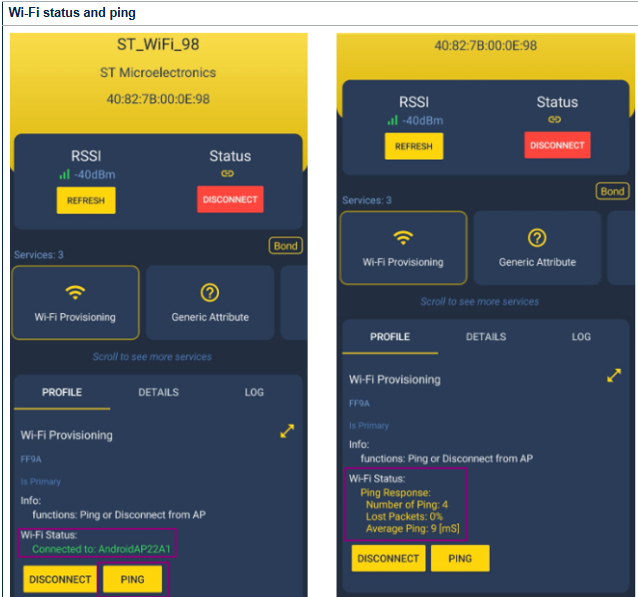 Wi-Fi status and ping
ST_WiFi_98
ST Microelectronics
40:82:7B:00:0E:98
RSSI
Status
-40dBm
REFRESH
DISCONNECT
Bond
Services: 3
Wi-Fi Provisioning
Generic Attribute
Scroll to see more services
PROFILE
DETAILS
LOG
Wi-Fi Provisioning
FF9A
Is Primary
Info:
functions: Ping or Disconnect from AP
Wi-Fi Status:
Connected to: AndroidAP22A1
DISCONNECT
PING
40:82:7B:00:0E:98
RSSI
Status
-40dBm
REFRESH
DISCONNECT
Bond
Services: 3
Wi-Fi Provisioning
Generic Attribute
Scroll to see more services
PROFILE
DETAILS
LOG
Wi-Fi Provisioning
FF9A
Is Primary
Info:
functions: Ping or Disconnect from AP
Wi-Fi Status:
Ping Response:
Number of Ping: 4
Lost Packets: 0%
Average Ping: 9 [mS]
DISCONNECT
PING